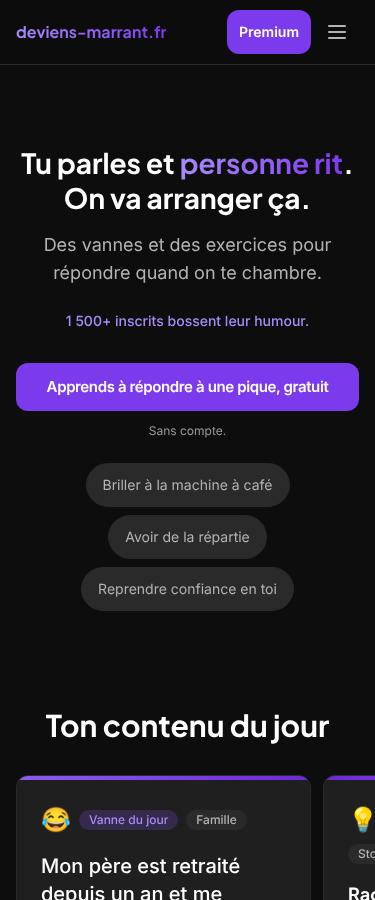 deviens-marrant.fr
Premium
Tu parles et personne rit.
On va arranger ça.
Des vannes et des exercices pour
répondre quand on te chambre.
1 500+ inscrits bossent leur humour.
Apprends à répondre à une pique, gratuit
Sans compte.
Briller à la machine à café
Avoir de la répartie
Reprendre confiance en toi
Ton contenu du jour
😂 Vanne du jour Famille
Mon père est retraité
depuis un an et me
💡